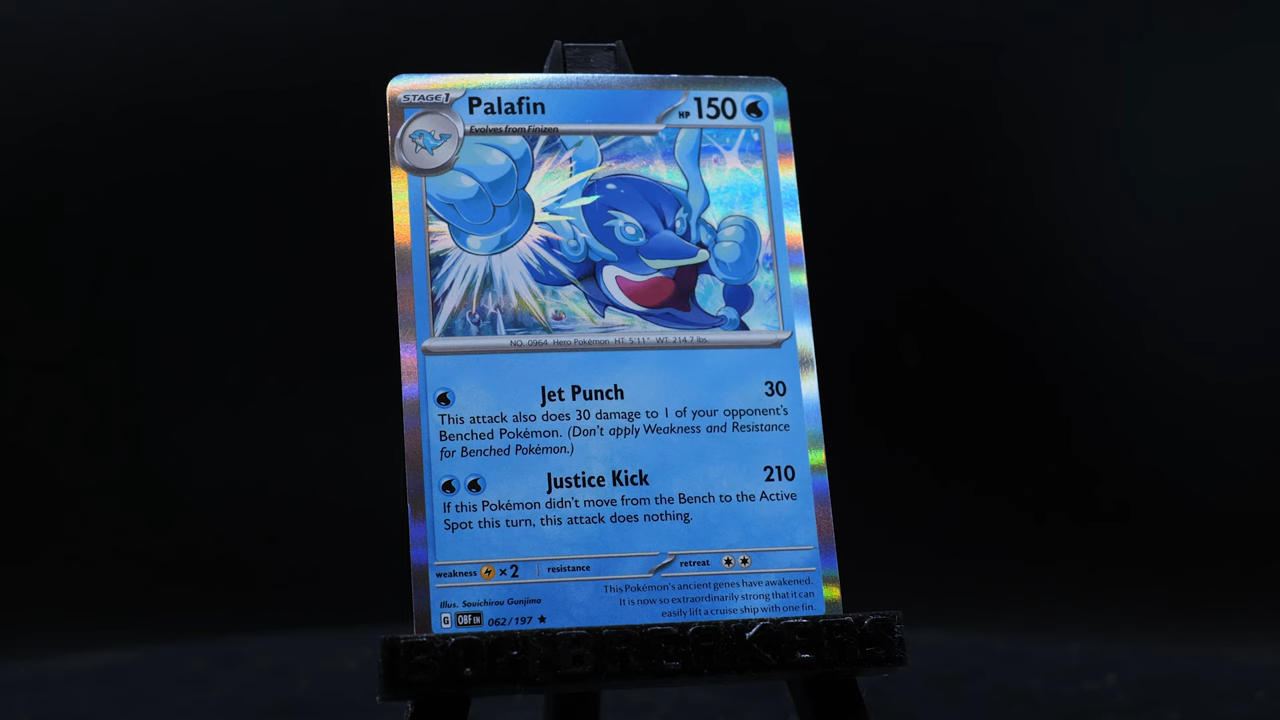 STAGE 1
Palafin
HP 150
Evolves from Finizen
NO. 0964 Hero Pokémon HT: 5'11" WT: 214.7 lbs.
Jet Punch 30
This attack also does 30 damage to 1 of your opponent's
Benched Pokémon. (Don't apply Weakness and Resistance
for Benched Pokémon.)
Justice Kick 210
If this Pokémon didn't move from the Bench to the Active
Spot this turn, this attack does nothing.
weakness ×2 resistance retreat
This Pokémon's ancient genes have awakened.
It is now so extraordinarily strong that it can
easily lift a cruise ship with one fin.
Illus. Souichirou Gunjima
G OBF EN 062/197